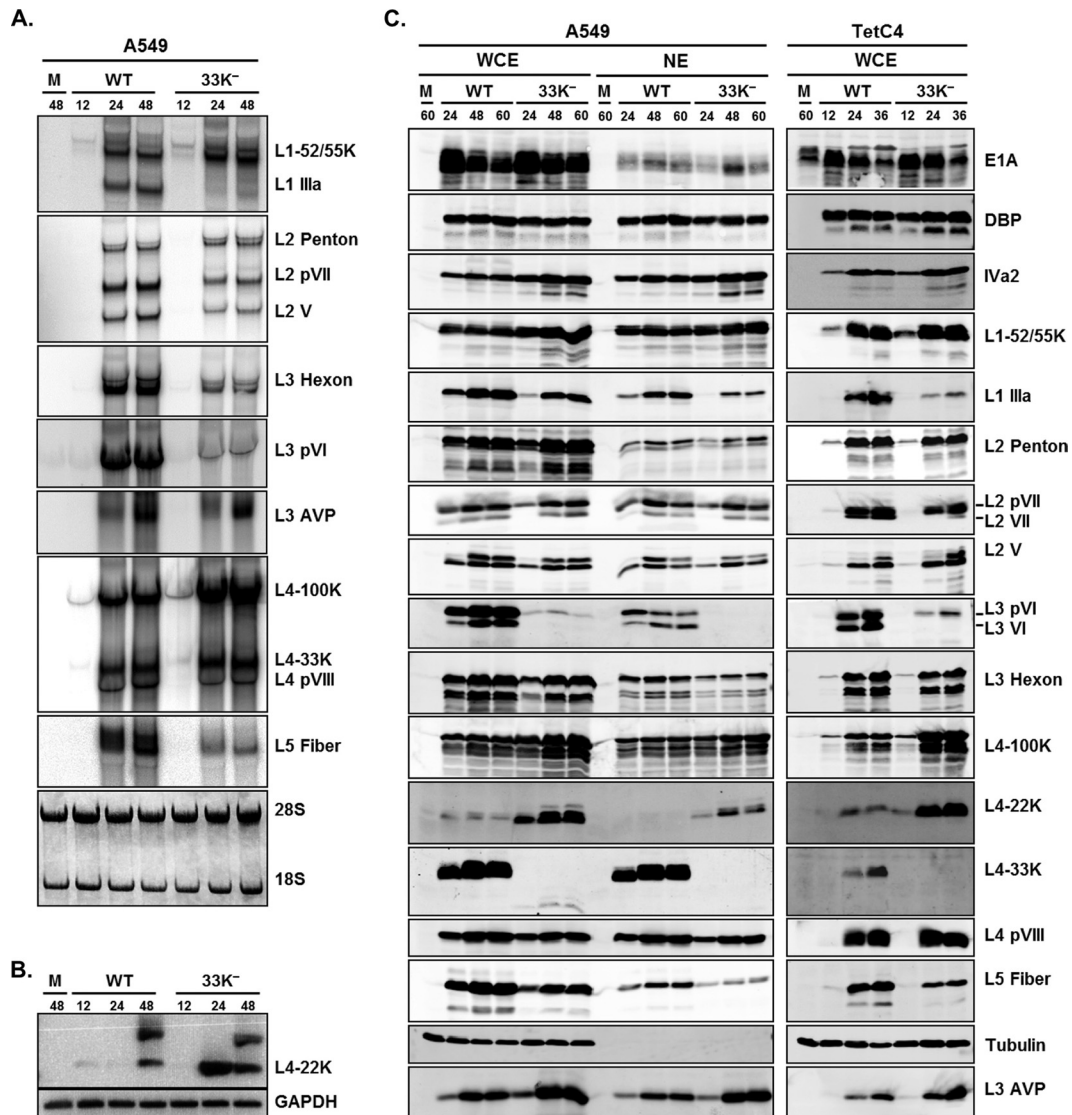 A.
A549
M WT 33K–
48 12 24 48 12 24 48
L1-52/55K
L1 IIIa
L2 Penton
L2 pVII
L2 V
L3 Hexon
L3 pVI
L3 AVP
L4-100K
L4-33K
L4 pVIII
L5 Fiber
28S
18S
B.
M WT 33K–
48 12 24 48 12 24 48
L4-22K
GAPDH
C.
A549 TetC4
WCE NE WCE
M WT 33K– M WT 33K– M WT 33K–
60 24 48 60 24 48 60 60 24 48 60 24 48 60 60 12 24 36 12 24 36
E1A
DBP
IVa2
L1-52/55K
L1 IIIa
L2 Penton
L2 pVII
L2 VII
L2 V
L3 pVI
L3 VI
L3 Hexon
L4-100K
L4-22K
L4-33K
L4 pVIII
L5 Fiber
Tubulin
L3 AVP